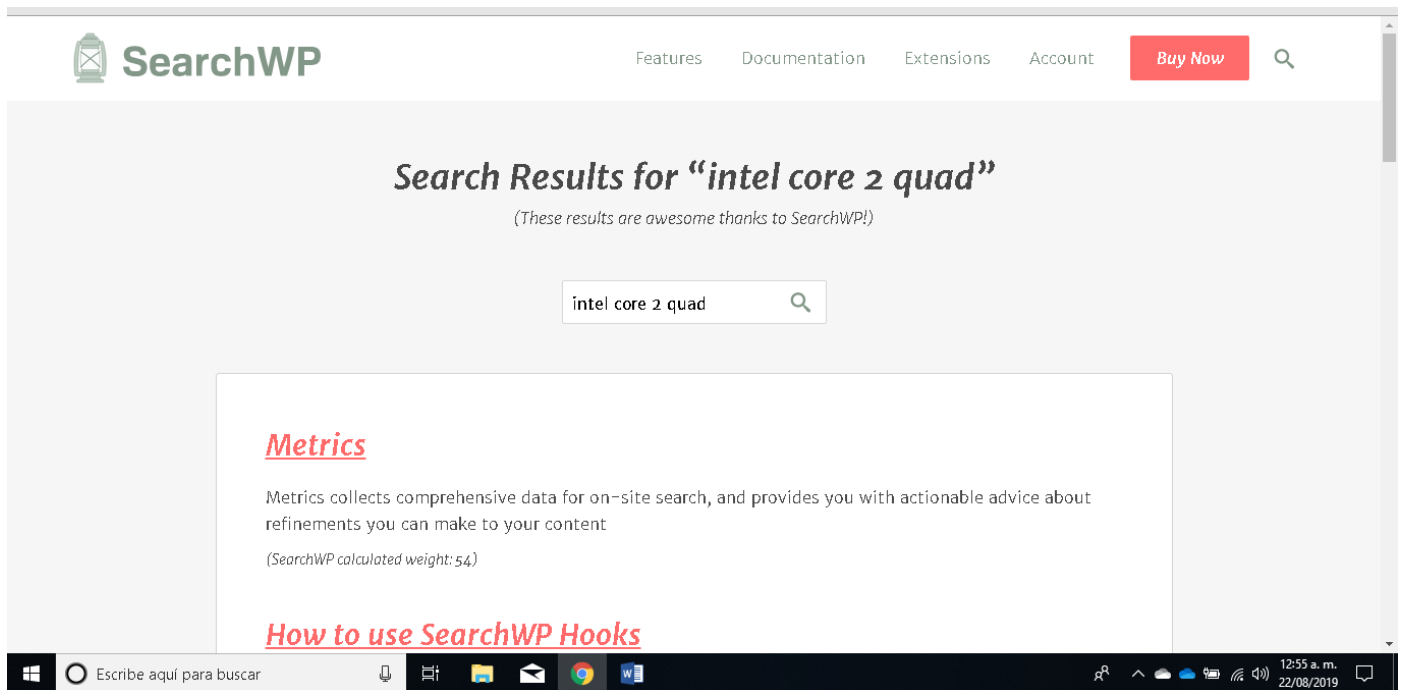 SearchWP
Features Documentation Extensions Account Buy Now
Search Results for “intel core 2 quad”
(These results are awesome thanks to SearchWP!)
intel core 2 quad
Metrics
Metrics collects comprehensive data for on-site search, and provides you with actionable advice about
refinements you can make to your content
(SearchWP calculated weight: 54)
How to use SearchWP Hooks
Escribe aquí para buscar
12:55 a. m.
22/08/2019